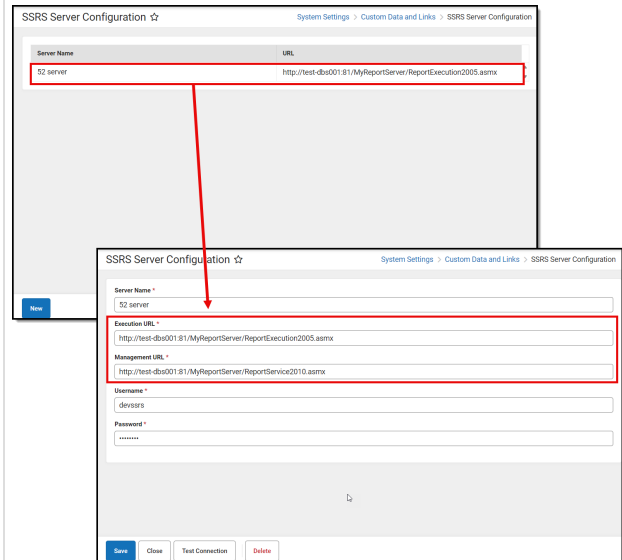 SSRS Server Configuration ☆
System Settings > Custom Data and Links > SSRS Server Configuration
Server Name URL
52 server http://test-dbs001:81/MyReportServer/ReportExecution2005.asmx
New
SSRS Server Configuration ☆
System Settings > Custom Data and Links > SSRS Server Configuration
Server Name *
52 server
Execution URL *
http://test-dbs001:81/MyReportServer/ReportExecution2005.asmx
Management URL *
http://test-dbs001:81/MyReportServer/ReportService2010.asmx
Username *
devssrs
Password *
••••••••
Save Close Test Connection Delete